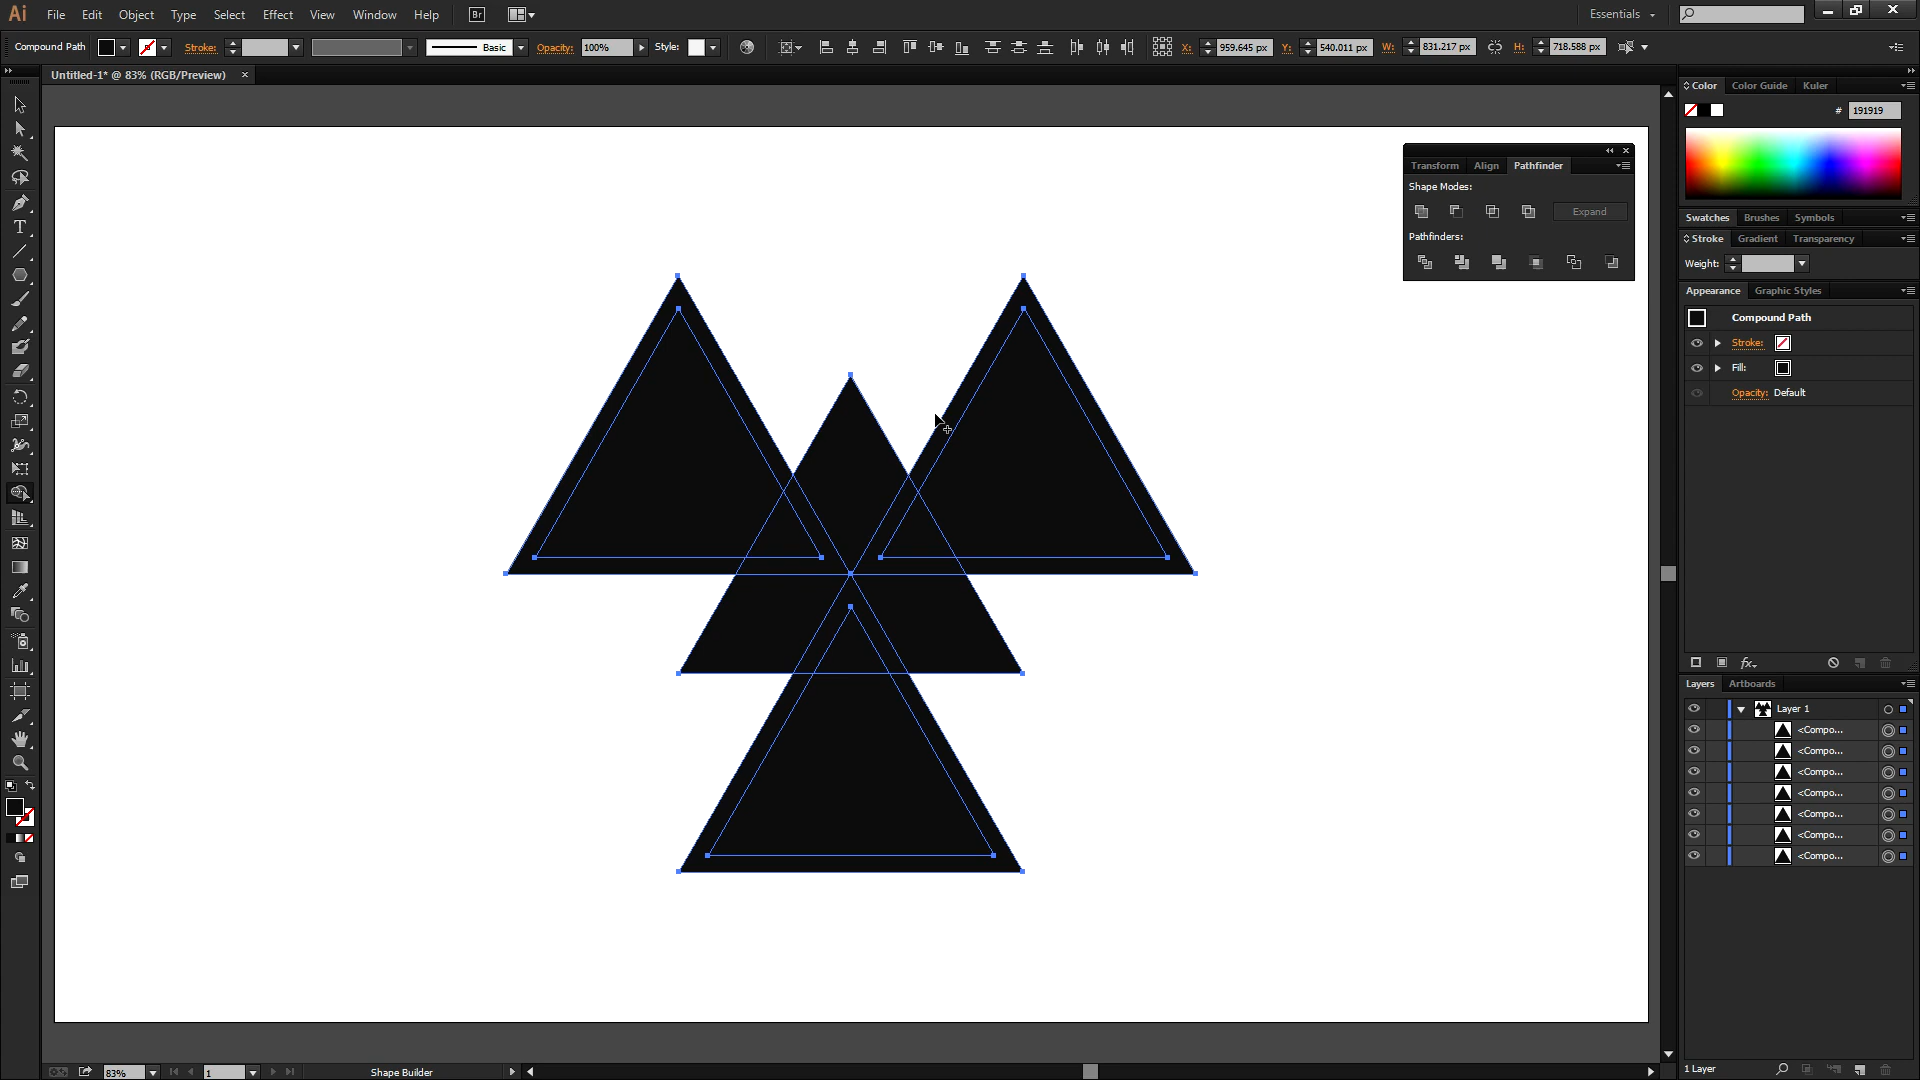 Ai File Edit Object Type Select Effect View Window Help Br Essentials
Compound Path Stroke: Basic Opacity: 100% Style: X: 959.645 px Y: 540.011 px W: 831.217 px H: 718.588 px
Untitled-1* @ 83% (RGB/Preview) ×
Color Color Guide Kuler
# 191919
Transform Align Pathfinder
Shape Modes:
Expand
Pathfinders:
Swatches Brushes Symbols
Stroke Gradient Transparency
Weight:
Appearance Graphic Styles
Compound Path
Stroke:
Fill:
Opacity: Default
fx
Layers Artboards
Layer 1
<Compo...
<Compo...
<Compo...
<Compo...
<Compo...
<Compo...
<Compo...
83% 1 Shape Builder
1 Layer